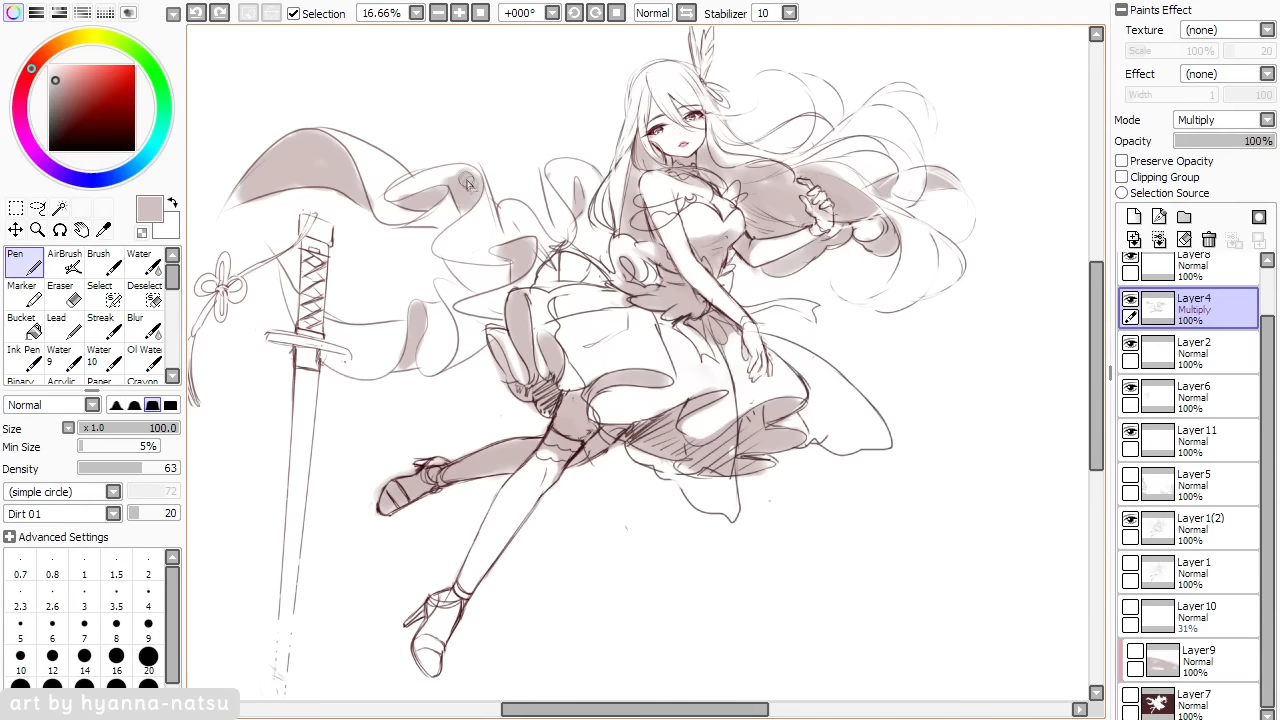 Selection 16.66% +000° Normal Stabilizer 10
Pen AirBrush Brush Water
Marker Eraser Select Deselect
Bucket Lead Streak Blur
Ink Pen Water 9 Water 10 Oil Water
Binary Acrylic Paper Crayon
Normal
Size x 1.0 100.0
Min Size 5%
Density 63
(simple circle) 72
Dirt 01 20
Advanced Settings
0.7 0.8 1 1.5 2
2.3 2.6 3 3.5 4
5 6 7 8 9
10 12 14 16 20
art by hyanna-natsu
Paints Effect
Texture (none)
Scale 100% 20
Effect (none)
Width 1 100
Mode Multiply
Opacity 100%
Preserve Opacity
Clipping Group
Selection Source
Layer8
Normal
100%
Layer4
Multiply
100%
Layer2
Normal
100%
Layer6
Normal
100%
Layer11
Normal
100%
Layer5
Normal
100%
Layer1(2)
Normal
100%
Layer1
Normal
100%
Layer10
Normal
31%
Layer9
Normal
100%
Layer7
Normal